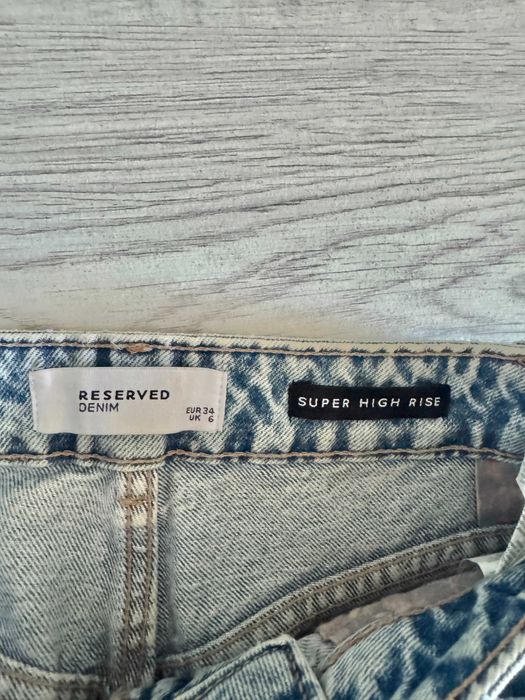 RESERVED
DENIM
EUR 34
UK 6
SUPER HIGH RISE